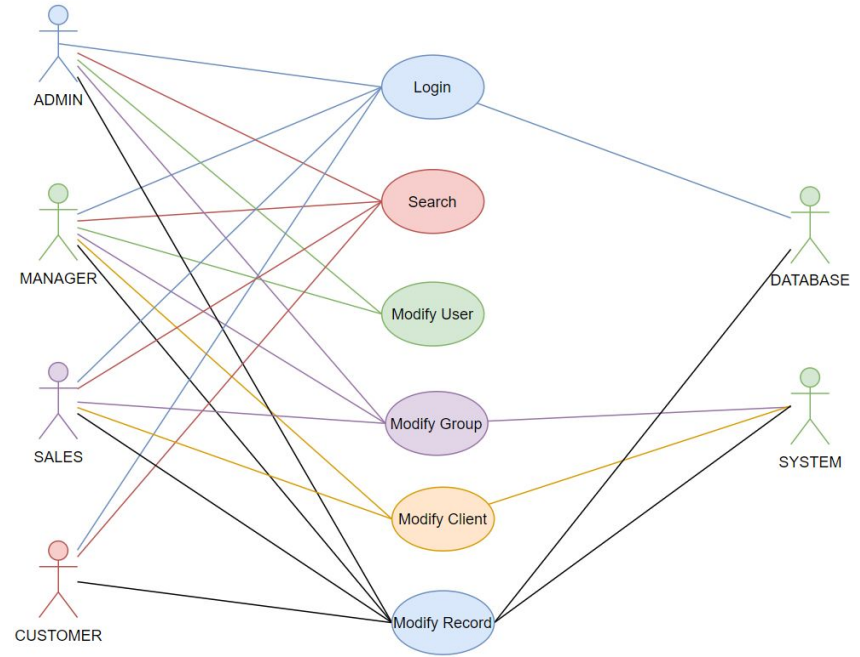 ADMIN
MANAGER
SALES
CUSTOMER
Login
Search
Modify User
Modify Group
Modify Client
Modify Record
DATABASE
SYSTEM